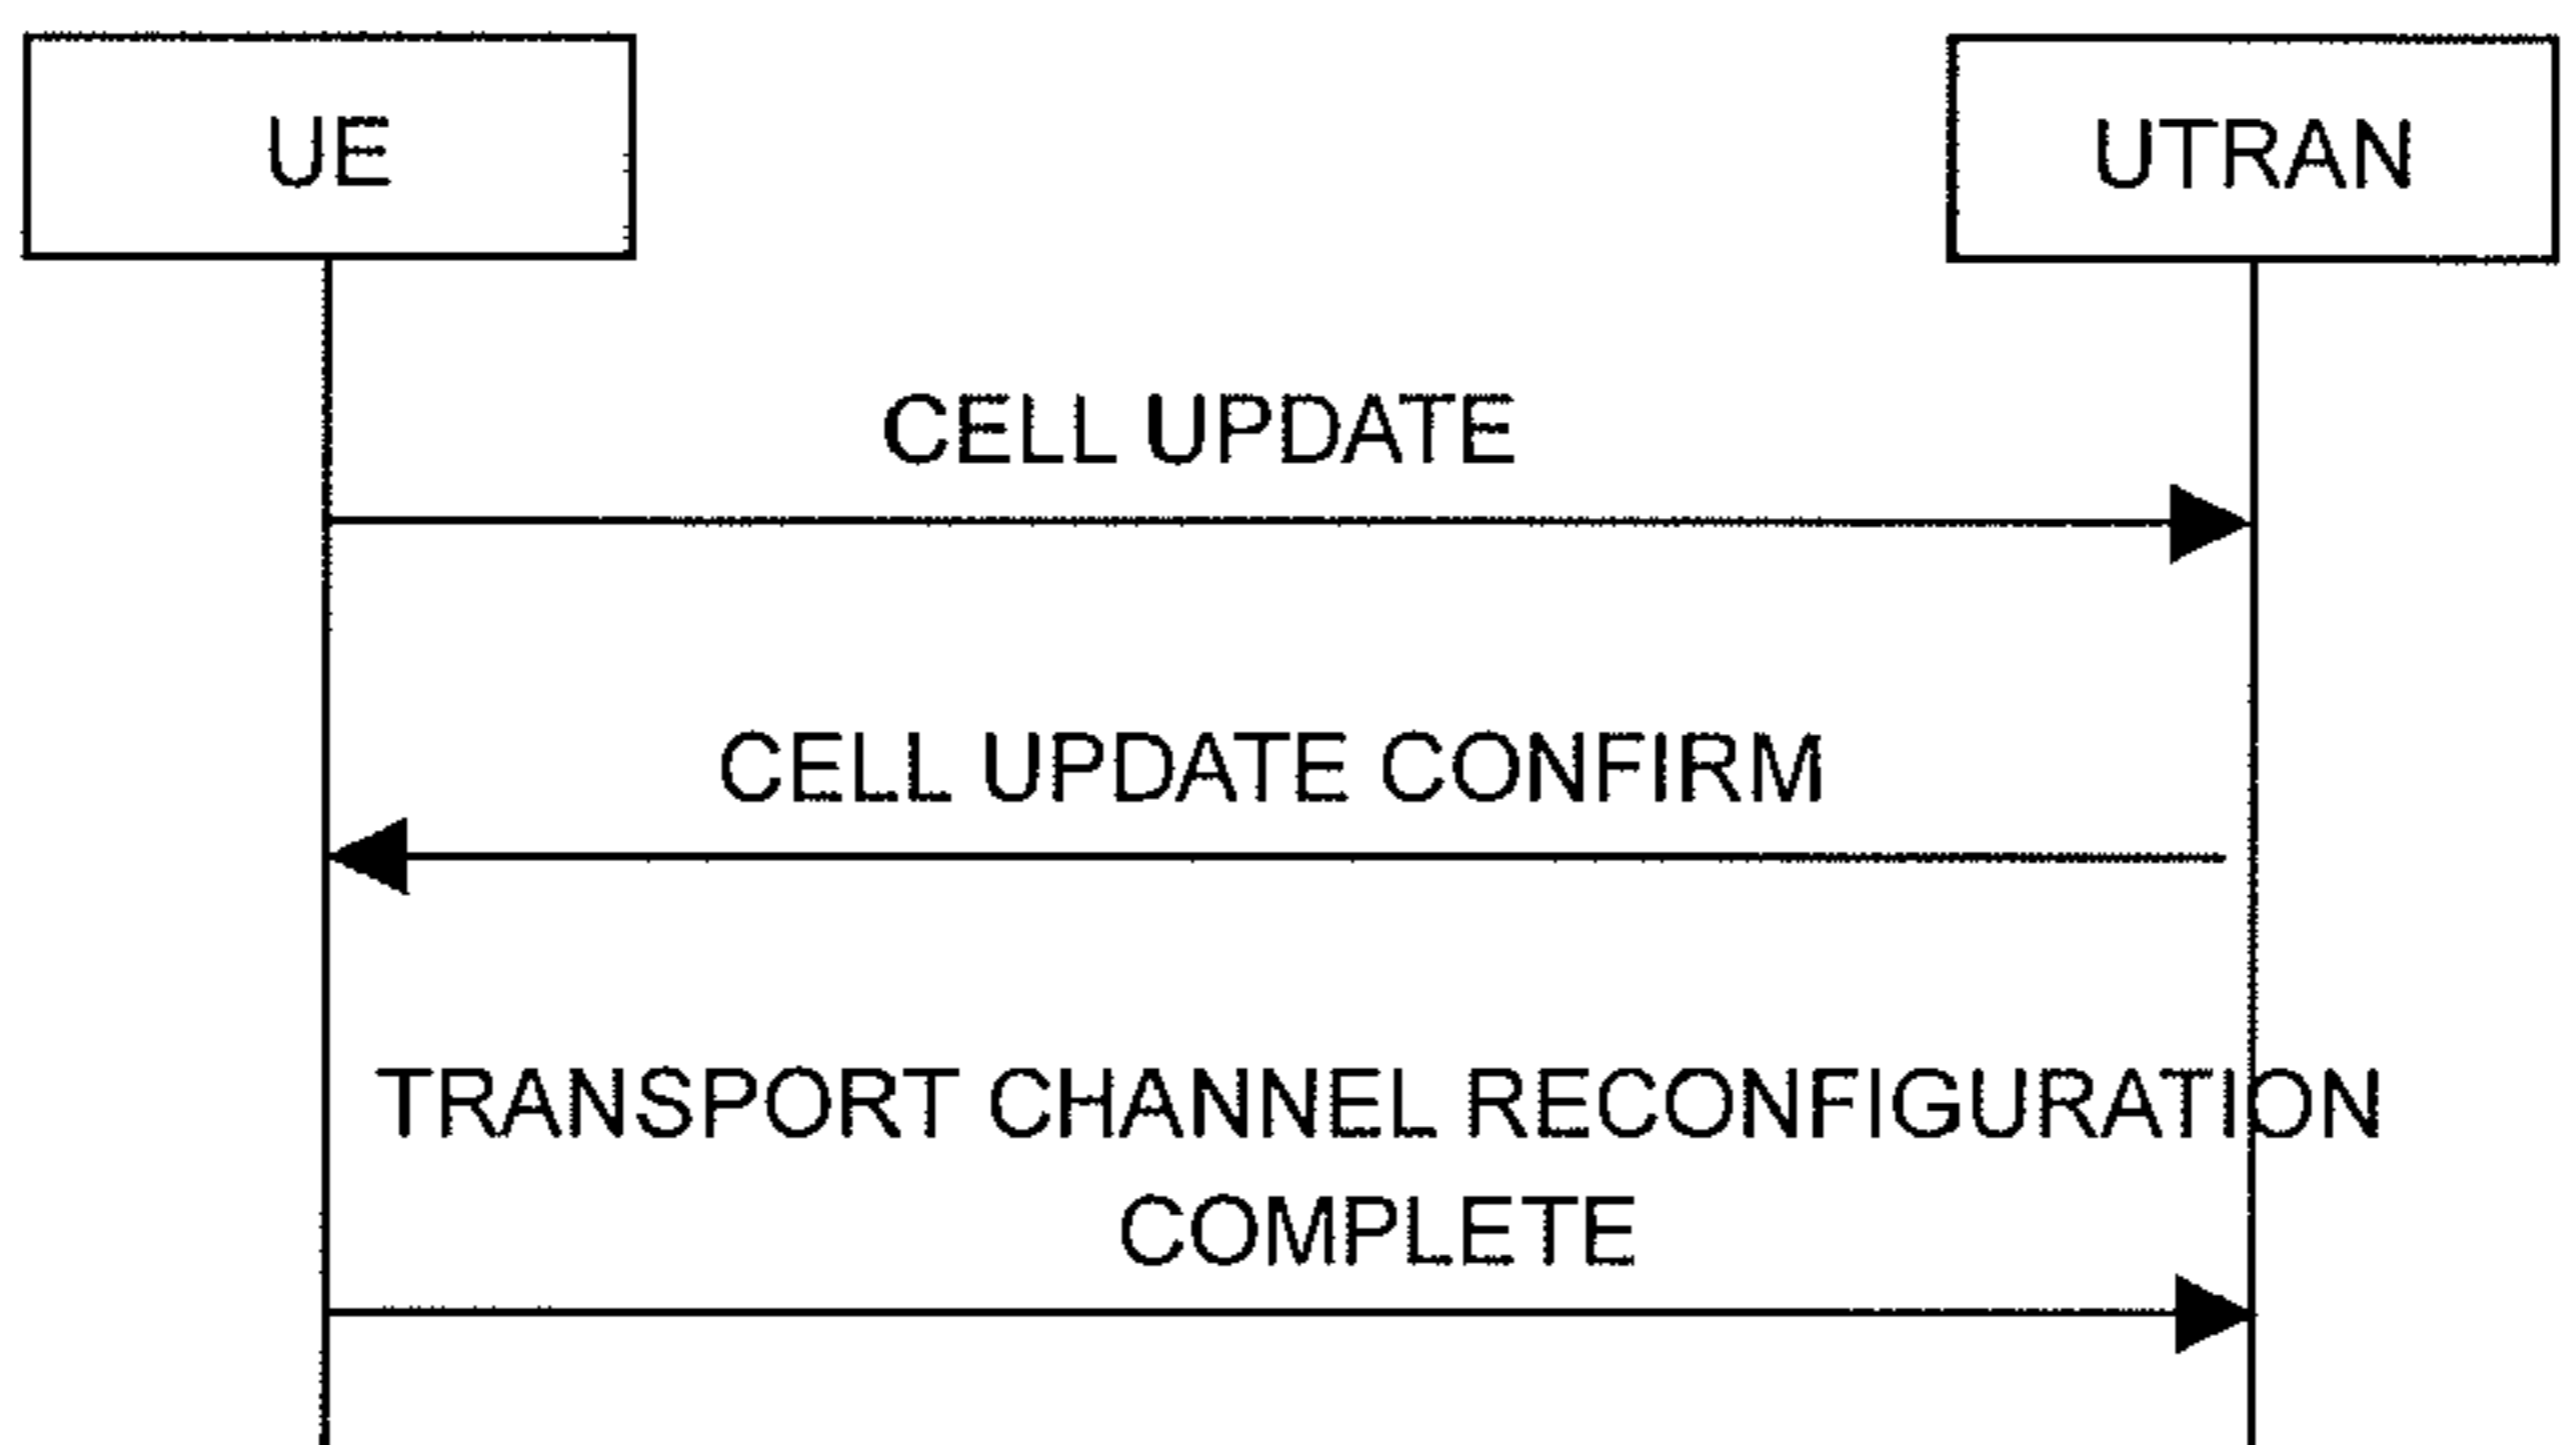 UE
UTRAN
CELL UPDATE
CELL UPDATE CONFIRM
TRANSPORT CHANNEL RECONFIGURATION
COMPLETE